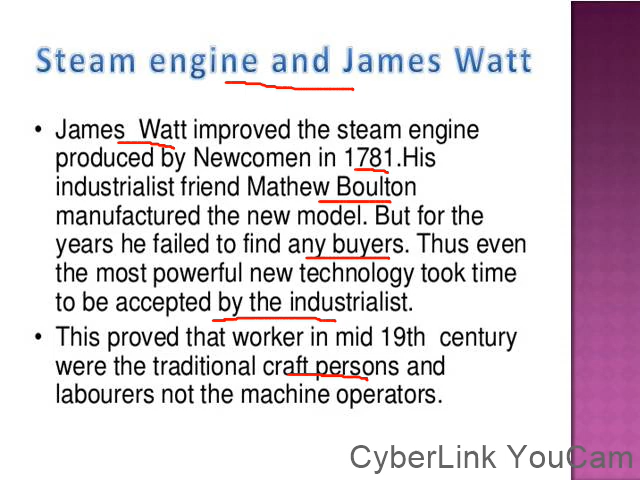 Steam engine and James Watt
• James  Watt improved the steam engine
produced by Newcomen in 1781.His
industrialist friend Mathew Boulton
manufactured the new model. But for the
years he failed to find any buyers. Thus even
the most powerful new technology took time
to be accepted by the industrialist.
• This proved that worker in mid 19th  century
were the traditional craft persons and
labourers not the machine operators.
CyberLink YouCam